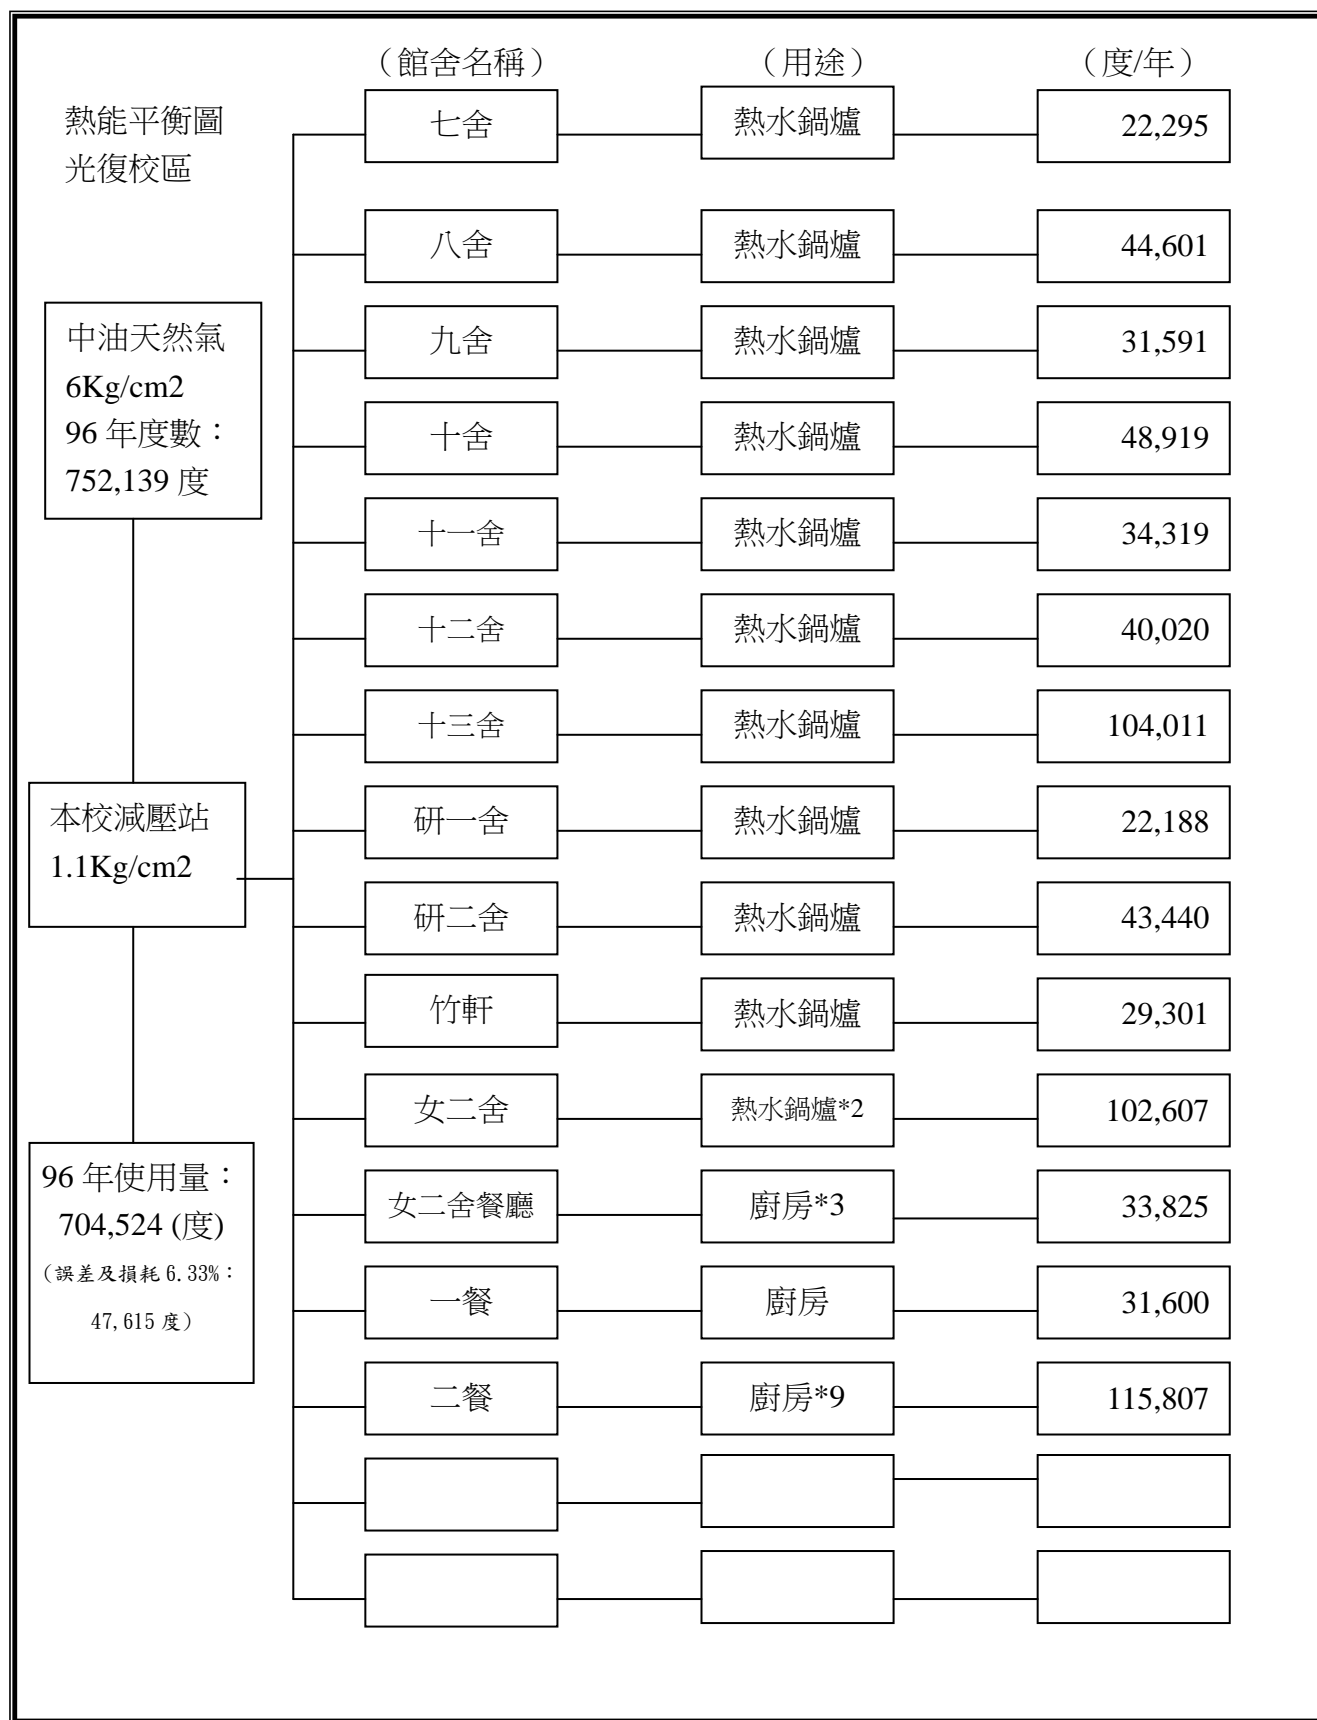 （館舍名稱） （用途） （度/年）
熱能平衡圖
光復校區
七舍 熱水鍋爐 22,295
八舍 熱水鍋爐 44,601
中油天然氣
6Kg/cm2
96 年度數：
752,139 度
九舍 熱水鍋爐 31,591
十舍 熱水鍋爐 48,919
十一舍 熱水鍋爐 34,319
十二舍 熱水鍋爐 40,020
十三舍 熱水鍋爐 104,011
本校減壓站
1.1Kg/cm2
研一舍 熱水鍋爐 22,188
研二舍 熱水鍋爐 43,440
竹軒 熱水鍋爐 29,301
女二舍 熱水鍋爐*2 102,607
96 年使用量：
704,524 (度)
（誤差及損耗 6.33%：
47,615 度）
女二舍餐廳 廚房*3 33,825
一餐 廚房 31,600
二餐 廚房*9 115,807